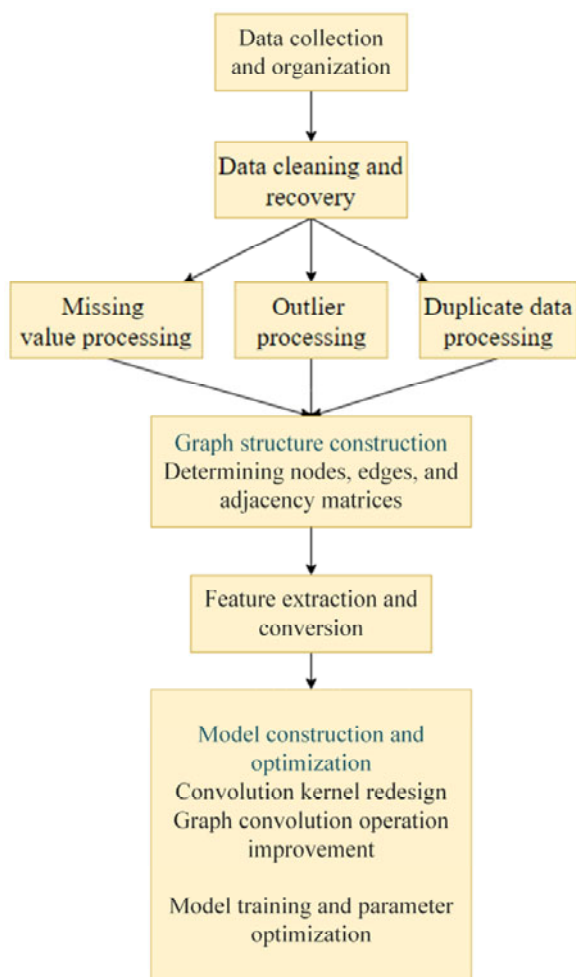 Data collection
and organization
Data cleaning and
recovery
Missing
value processing
Outlier
processing
Duplicate data
processing
Graph structure construction
Determining nodes, edges, and
adjacency matrices
Feature extraction and
conversion
Model construction and
optimization
Convolution kernel redesign
Graph convolution operation
improvement
Model training and parameter
optimization